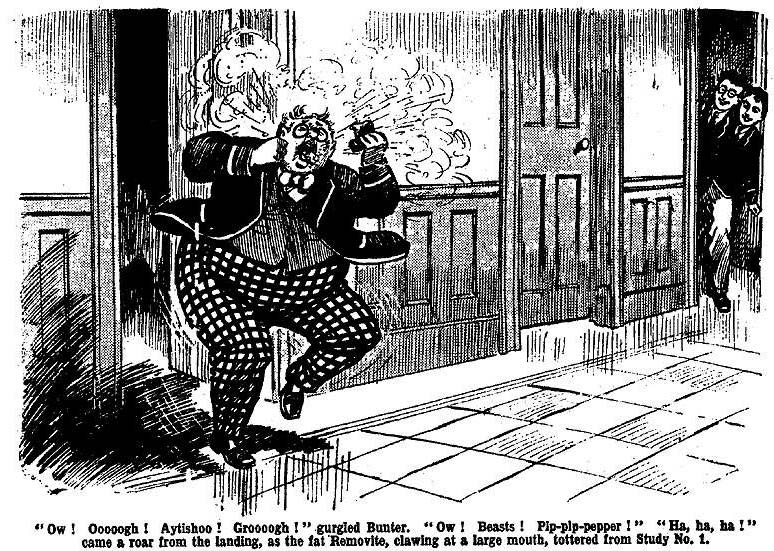 "Ow! Ooooogh! Aytishoo! Groooogh!" gurgled Bunter. "Ow! Beasts! Pip-pip-pepper!" "Ha, ha, ha!"
came a roar from the landing, as the fat Removite, clawing at a large mouth, tottered from Study No. 1.